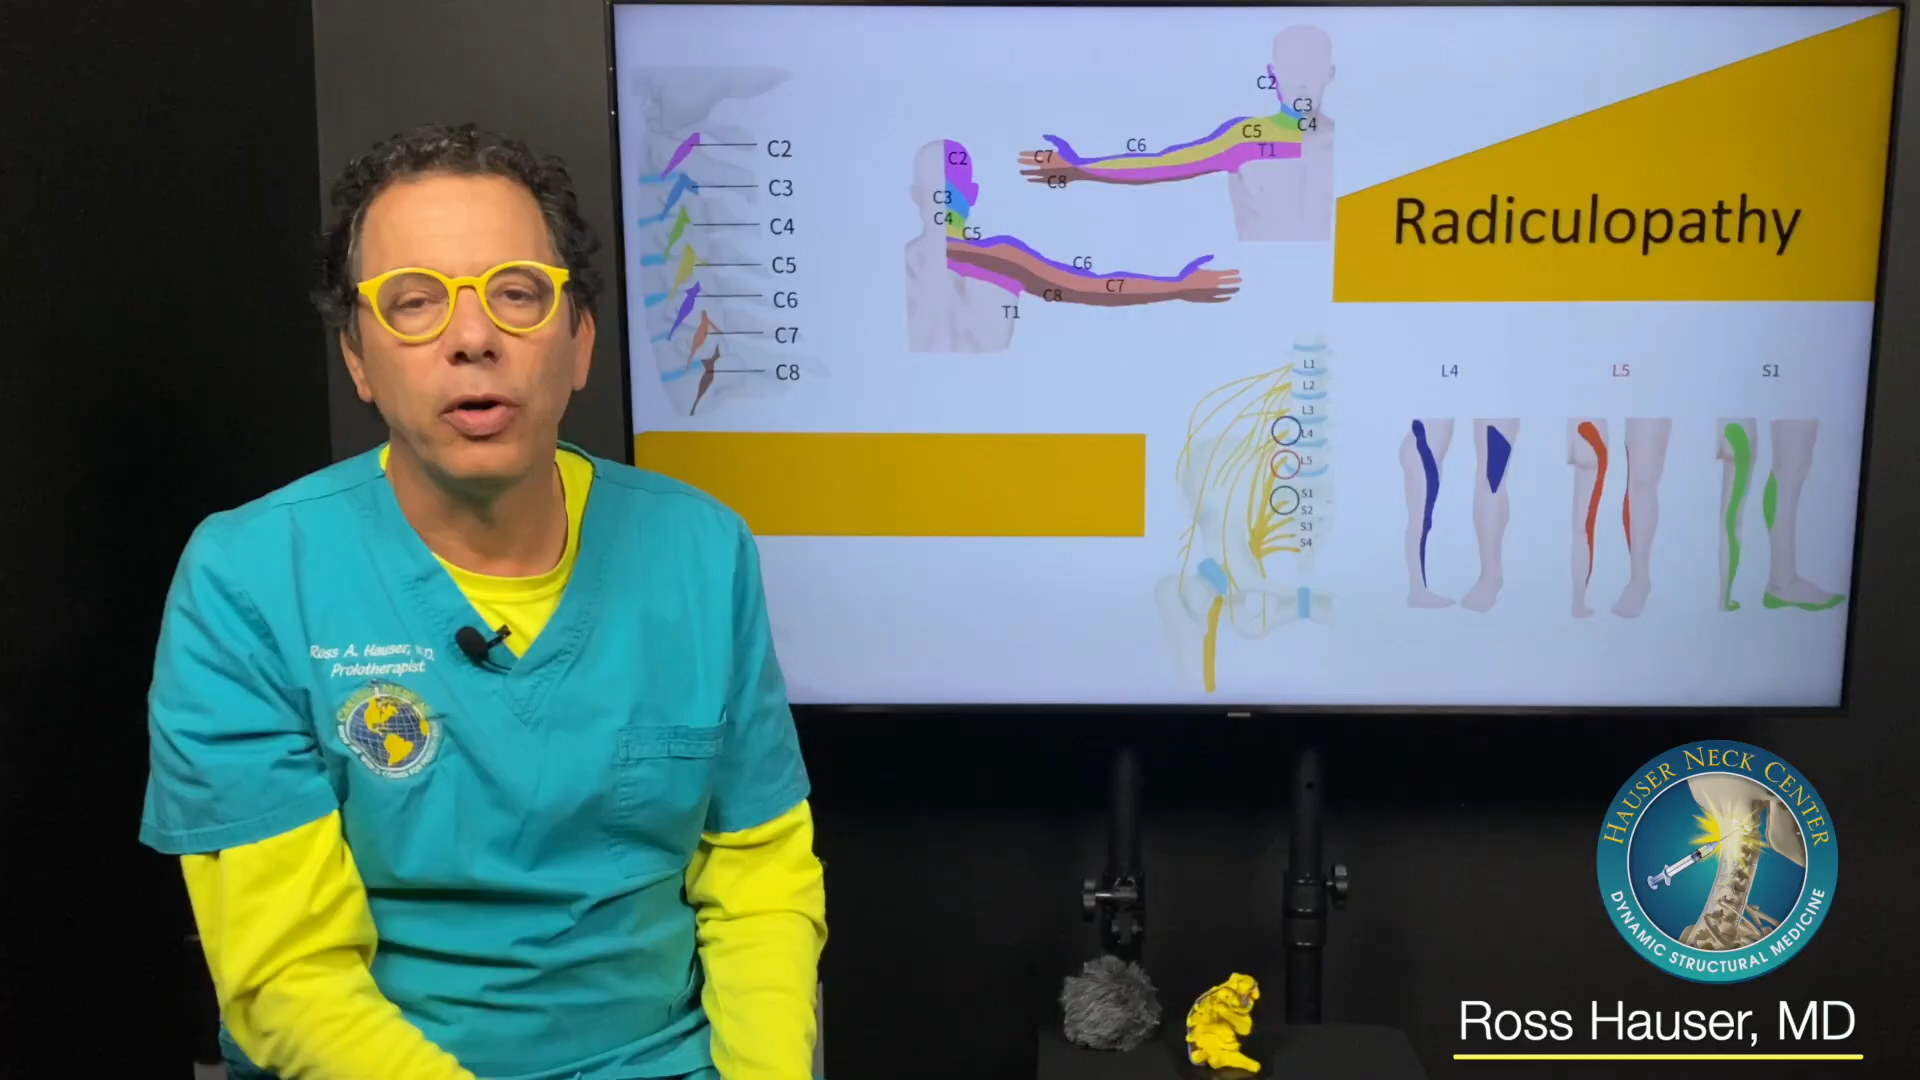 C2
C3
C4
C5
C6
C7
C8
C2
C3
C4
C5
C6
C7
C8
T1
C2
C3
C4
C5
C6
C7
C8
T1
Radiculopathy
L1
L2
L3
L4
L5
S1
S2
S3
S4
L4
L5
S1
Ross A. Hauser, M.D.
Prolotherapist
HAUSER NECK CENTER
DYNAMIC STRUCTURAL MEDICINE
Ross Hauser, MD